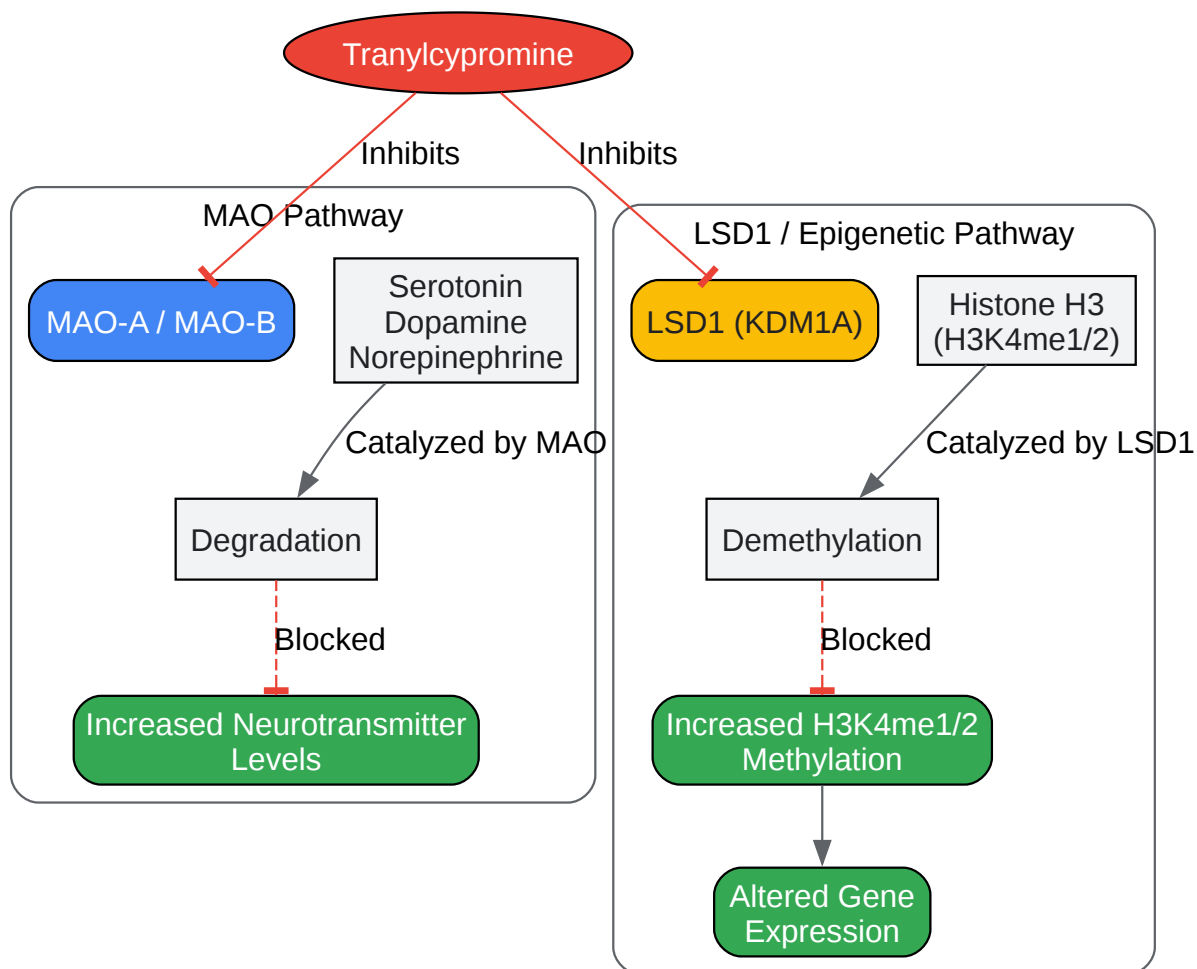 Tranylcypromine
Inhibits
Inhibits
MAO Pathway
LSD1 / Epigenetic Pathway
MAO-A / MAO-B
Serotonin
Dopamine
Norepinephrine
LSD1 (KDM1A)
Histone H3
(H3K4me1/2)
Catalyzed by MAO
Catalyzed by LSD1
Degradation
Demethylation
Blocked
Blocked
Increased Neurotransmitter
Levels
Increased H3K4me1/2
Methylation
Altered Gene
Expression